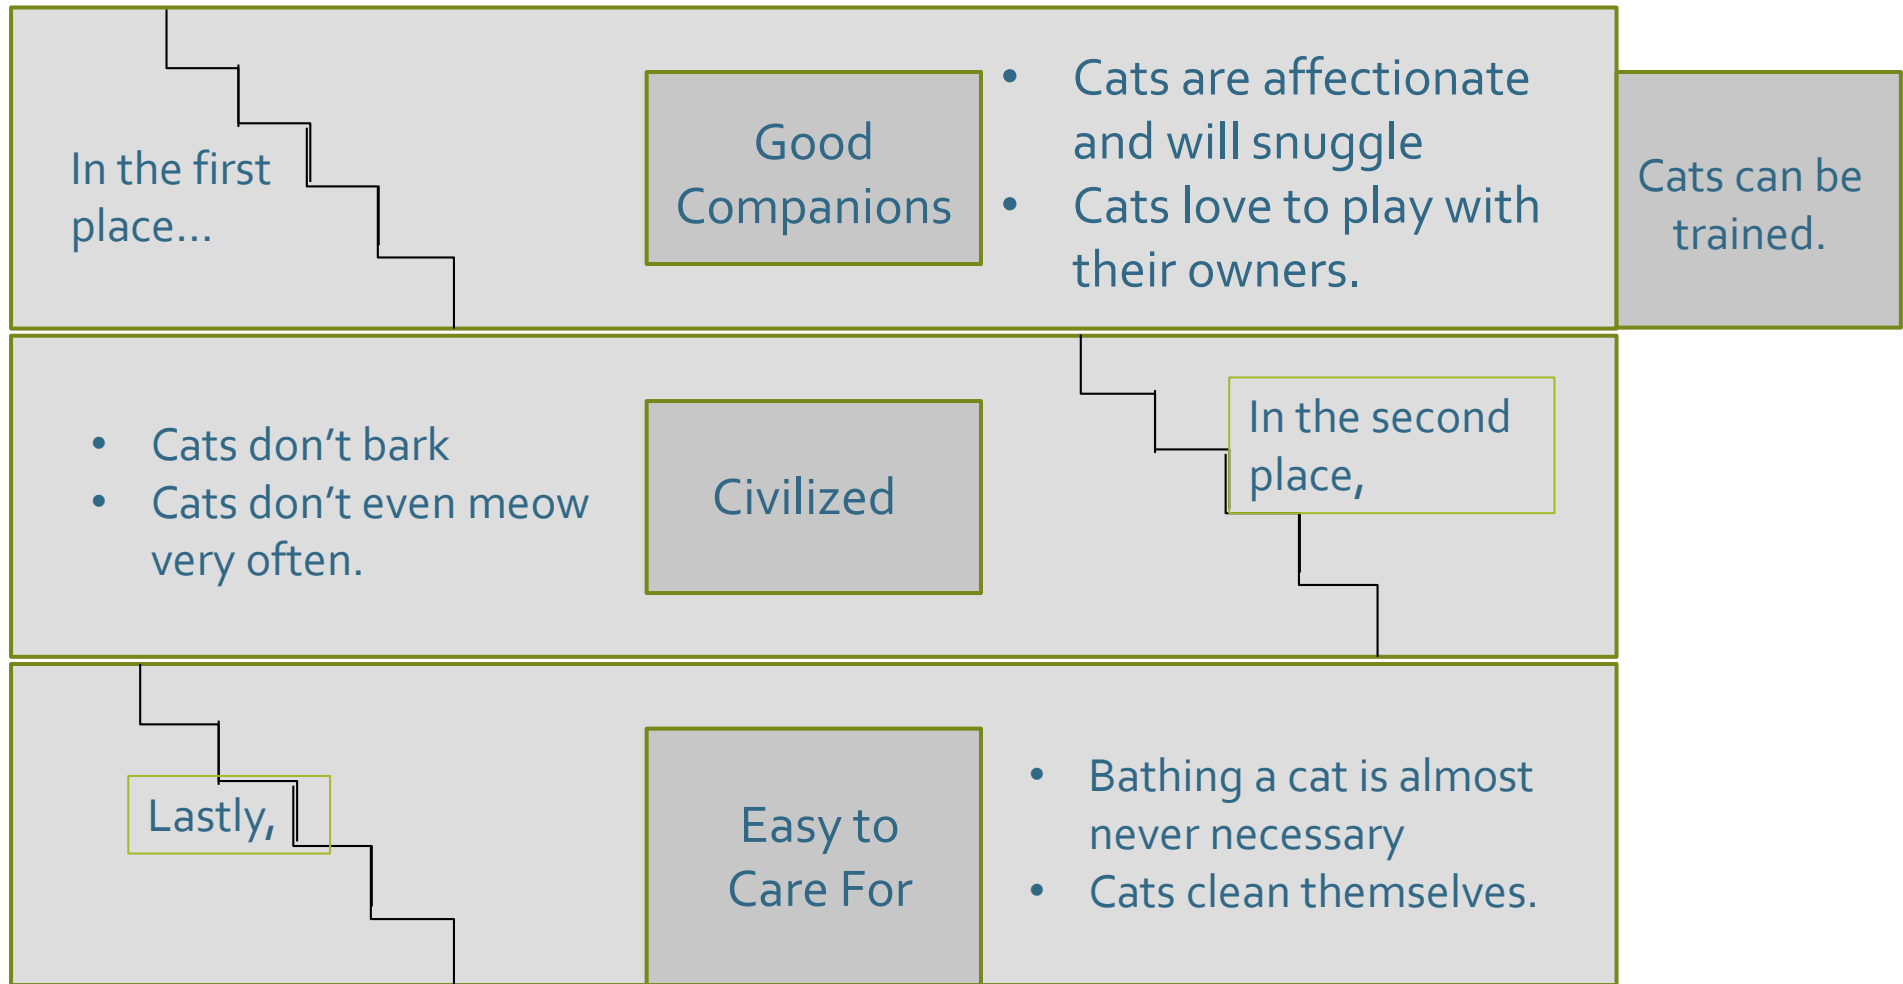 In the first
place...
Good
Companions
• Cats are affectionate
and will snuggle
• Cats love to play with
their owners.
Cats can be
trained.
• Cats don’t bark
• Cats don’t even meow
very often.
Civilized
In the second
place,
Lastly,
Easy to
Care For
• Bathing a cat is almost
never necessary
• Cats clean themselves.